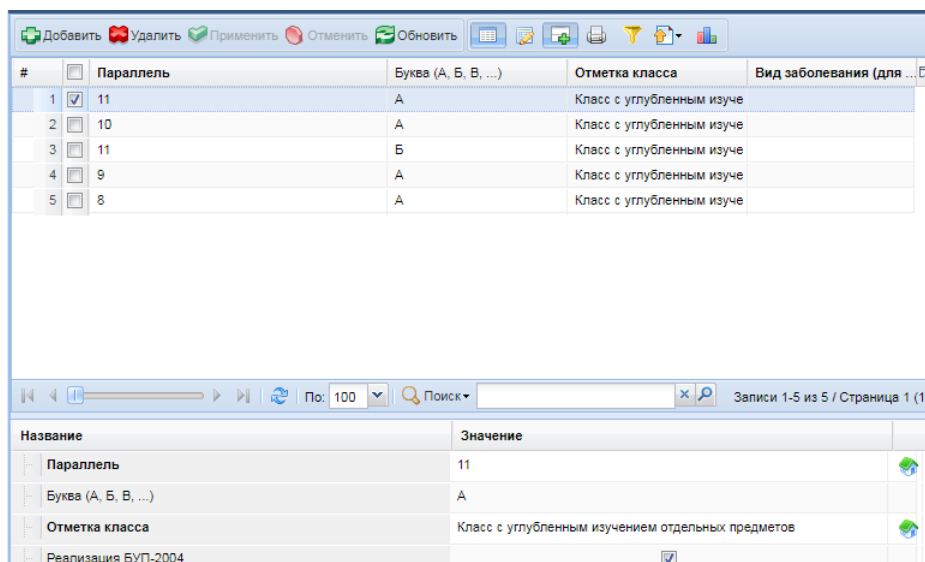 Добавить Удалить Применить Отменить Обновить
# Параллель Буква (А, Б, В, ...) Отметка класса Вид заболевания (для ...
1 11 А Класс с углубленным изуче
2 10 А Класс с углубленным изуче
3 11 Б Класс с углубленным изуче
4 9 А Класс с углубленным изуче
5 8 А Класс с углубленным изуче
По: 100 Поиск Записи 1-5 из 5 / Страница 1 (1
Название Значение
Параллель 11
Буква (А, Б, В, ...) А
Отметка класса Класс с углубленным изучением отдельных предметов
Реализация БУП-2004